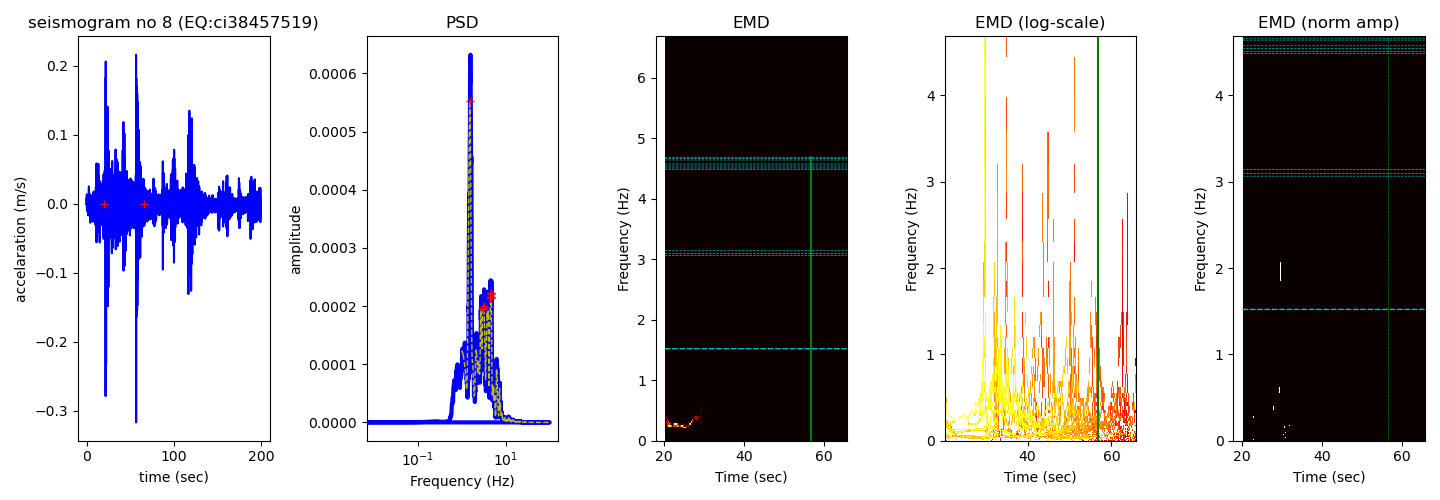 seismogram no 8 (EQ:ci38457519)
PSD
EMD
EMD (log-scale)
EMD (norm amp)
accelaration (m/s)
0.2
0.1
0.0
−0.1
−0.2
−0.3
0
100
200
time (sec)
amplitude
0.0006
0.0005
0.0004
0.0003
0.0002
0.0001
0.0000
10⁻¹
10¹
Frequency (Hz)
Frequency (Hz)
6
5
4
3
2
1
0
20
40
60
Time (sec)
Frequency (Hz)
4
3
2
1
0
40
60
Time (sec)
Frequency (Hz)
4
3
2
1
0
20
40
60
Time (sec)